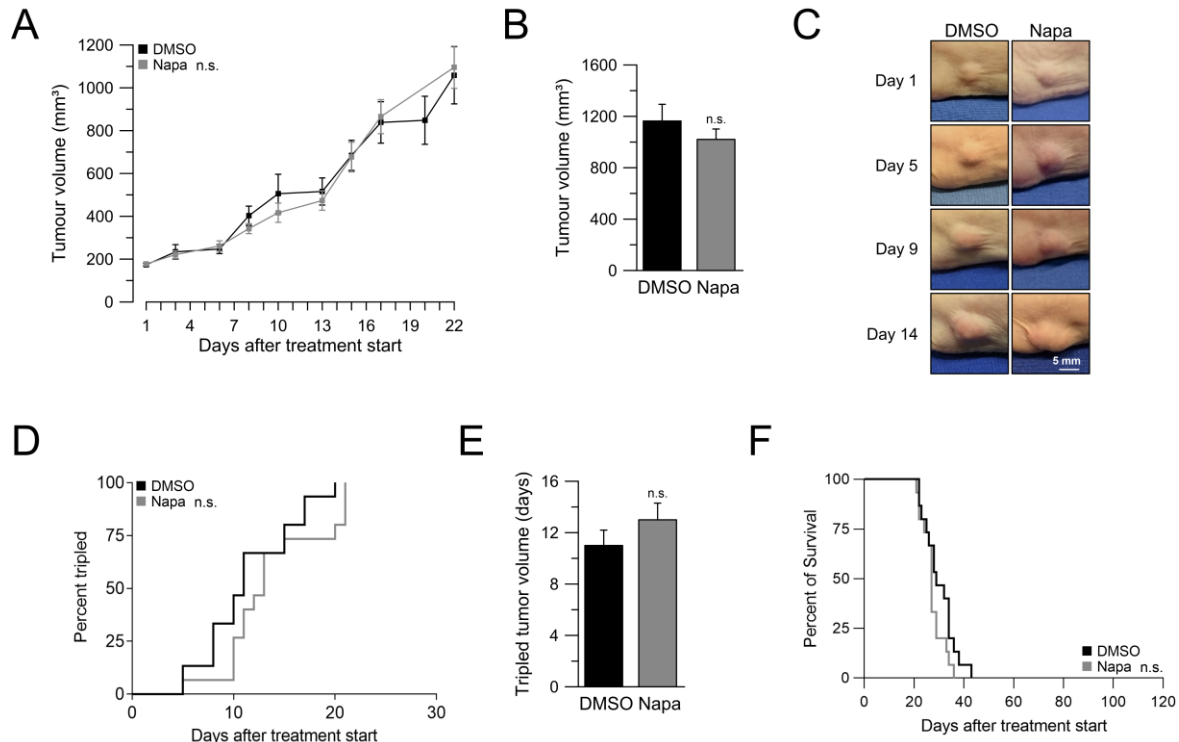 A
Tumour volume (mm³)
1200
1000
800
600
400
200
0
DMSO
Napa n.s.
1 4 7 10 13 16 19 22
Days after treatment start
B
Tumour volume (mm³)
1600
1200
800
400
0
n.s.
DMSO Napa
C
DMSO Napa
Day 1
Day 5
Day 9
Day 14
5 mm
D
Percent tripled
100
75
50
25
0
DMSO
Napa n.s.
0 10 20 30
Days after treatment start
E
Tripled tumor volume (days)
16
12
8
4
0
n.s.
DMSO Napa
F
Percent of Survival
100
75
50
25
0
DMSO
Napa n.s.
0 20 40 60 80 100 120
Days after treatment start